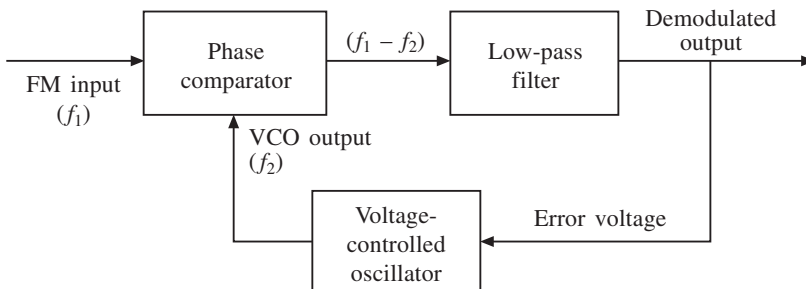 Phase
comparator
(f₁ – f₂)
Low-pass
filter
Demodulated
output
FM input
(f₁)
VCO output
(f₂)
Voltage-
controlled
oscillator
Error voltage